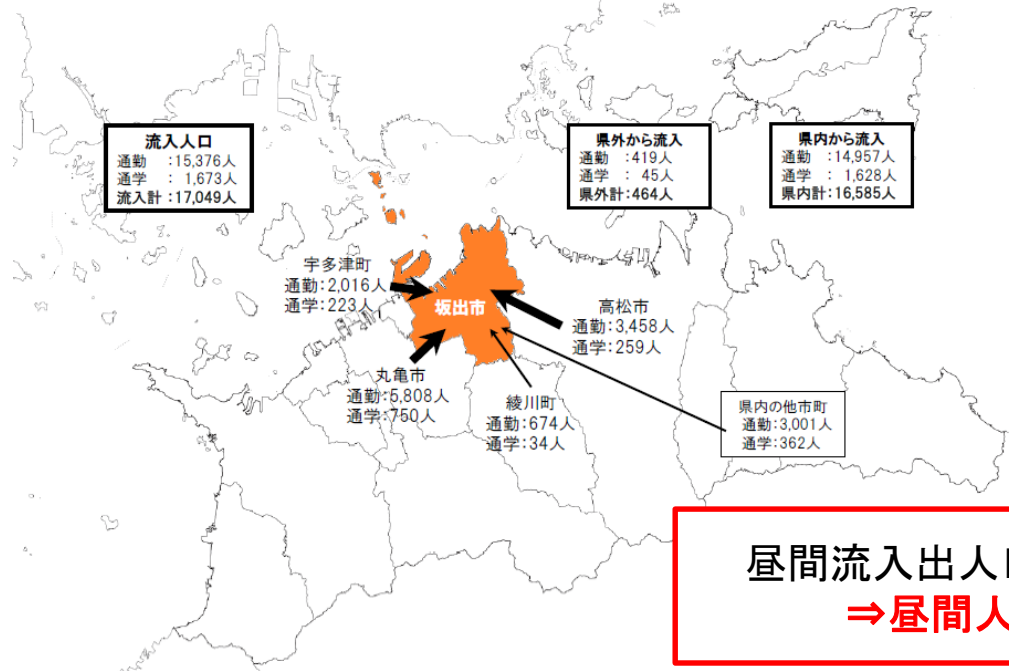 流入人口
通勤　:15,376人
通学　: 1,673人
流入計:17,049人
県外から流入
通勤　:419人
通学　: 45人
県外計:464人
県内から流入
通勤　:14,957人
通学　: 1,628人
県内計:16,585人
宇多津町
通勤:2,016人
通学:223人
坂出市
高松市
通勤:3,458人
通学:259人
丸亀市
通勤:5,808人
通学:750人
綾川町
通勤:674人
通学:34人
県内の他市町
通勤:3,001人
通学:362人
昼間流入出人
⇒昼間人